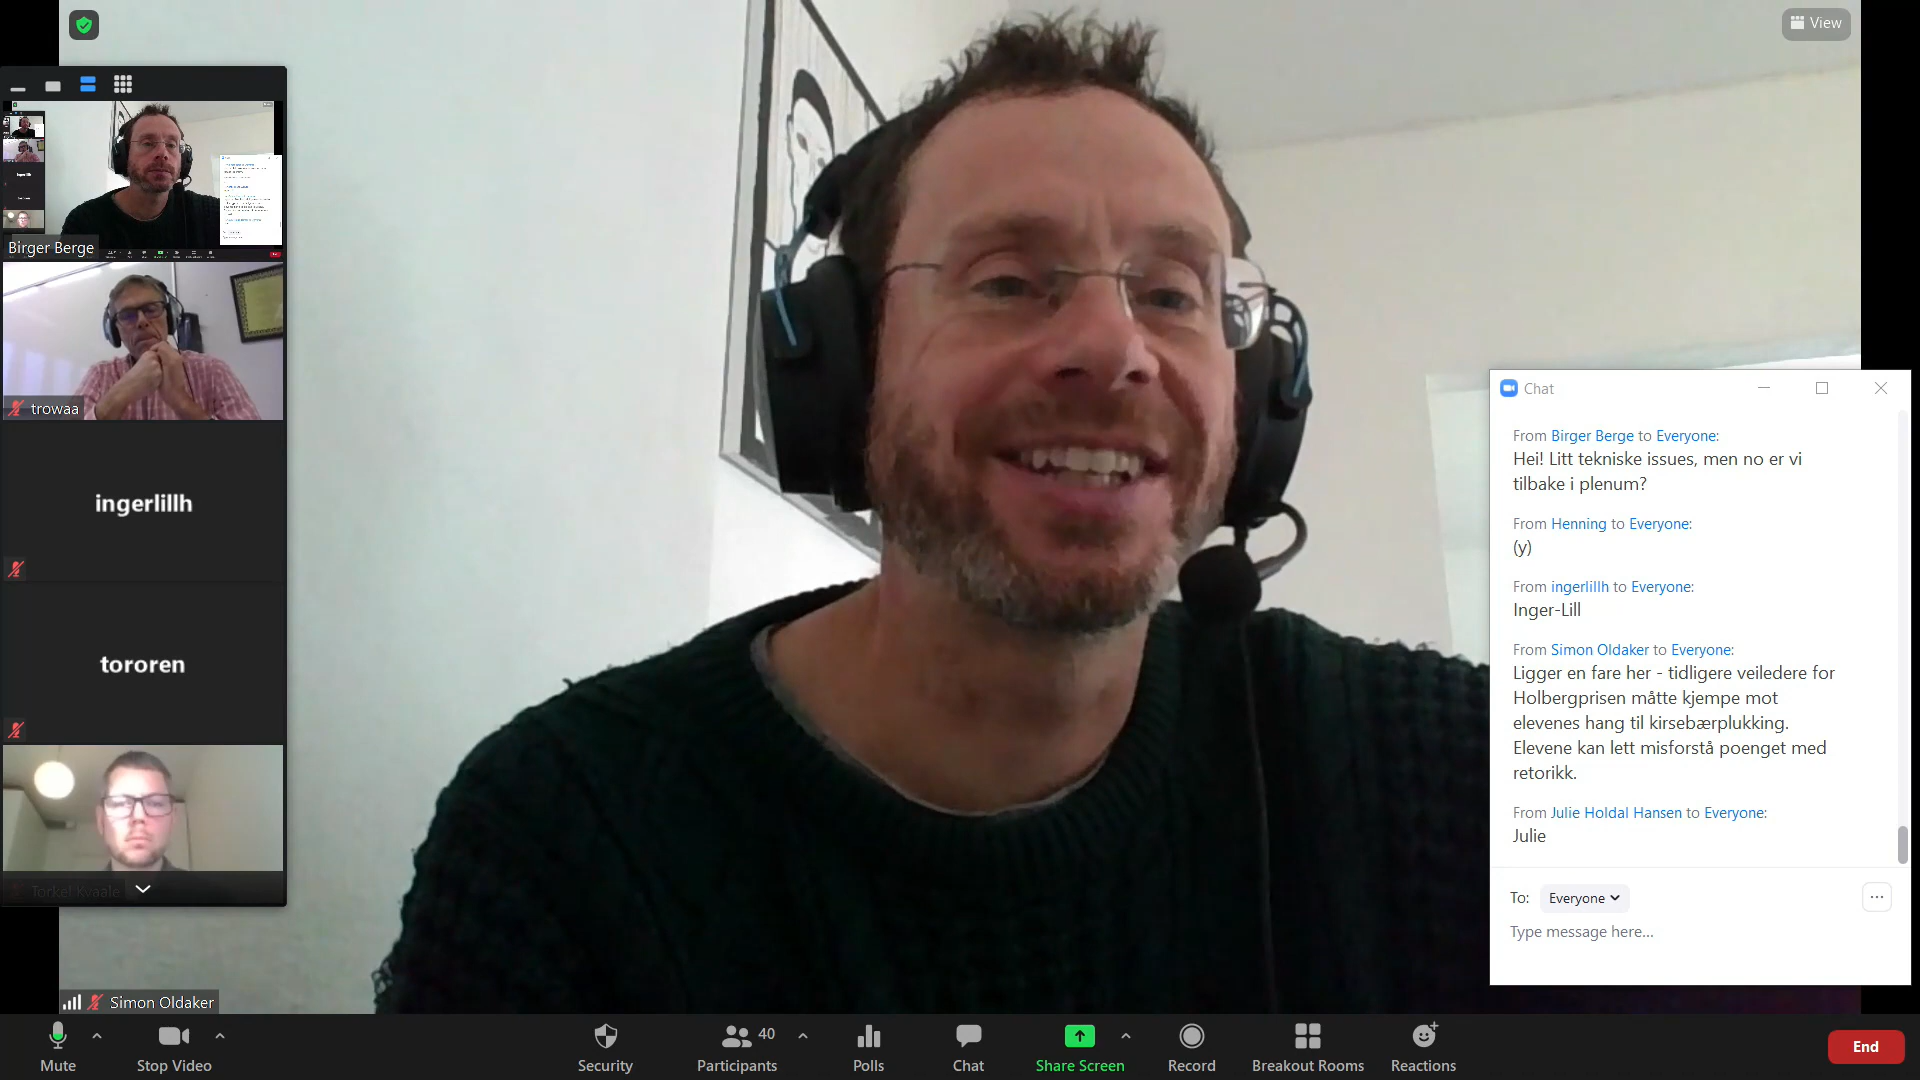 View
Birger Berge
trowaa
ingerlillh
tororen
Torkel Kvaale
Simon Oldaker
Chat
From Birger Berge to Everyone:
Hei! Litt tekniske issues, men no er vi
tilbake i plenum?
From Henning to Everyone:
(y)
From ingerlillh to Everyone:
Inger-Lill
From Simon Oldaker to Everyone:
Ligger en fare her - tidligere veiledere for
Holbergprisen måtte kjempe mot
elevenes hang til kirsebærplukking.
Elevene kan lett misforstå poenget med
retorikk.
From Julie Holdal Hansen to Everyone:
Julie
To: Everyone
Type message here...
Mute
Stop Video
Security
40
Participants
Polls
Chat
Share Screen
Record
Breakout Rooms
Reactions
End